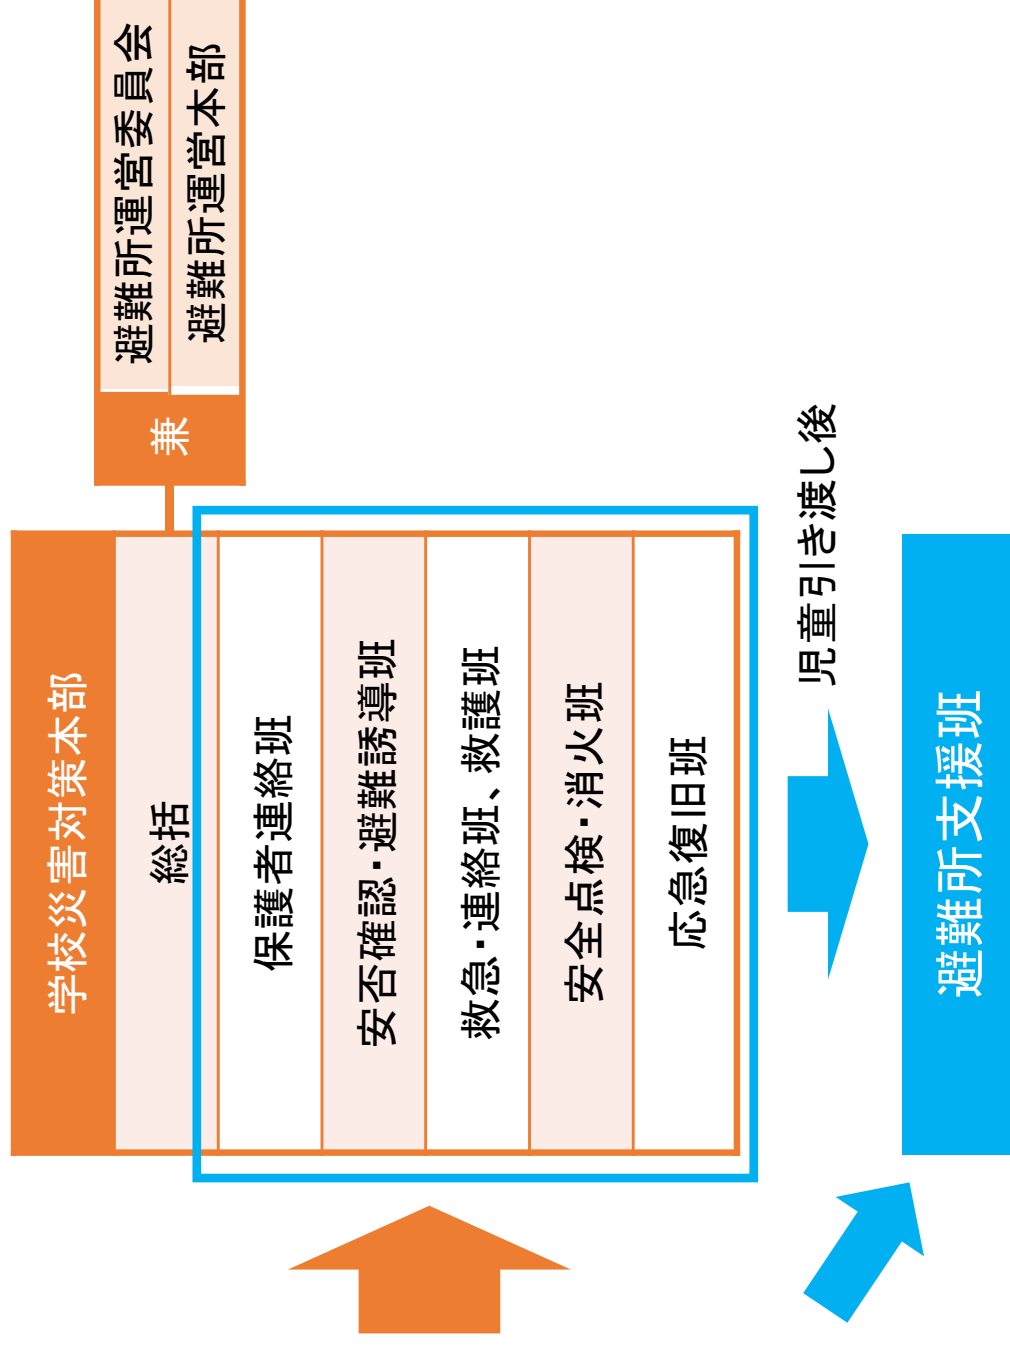 学校災害対策本部
総括
保護者連絡班
安否確認・避難誘導班
救急・連絡班、救護班
安全点検・消火班
応急復旧班
兼
避難所運営委員会
避難所運営本部
児童引き渡し後
避難所支援班